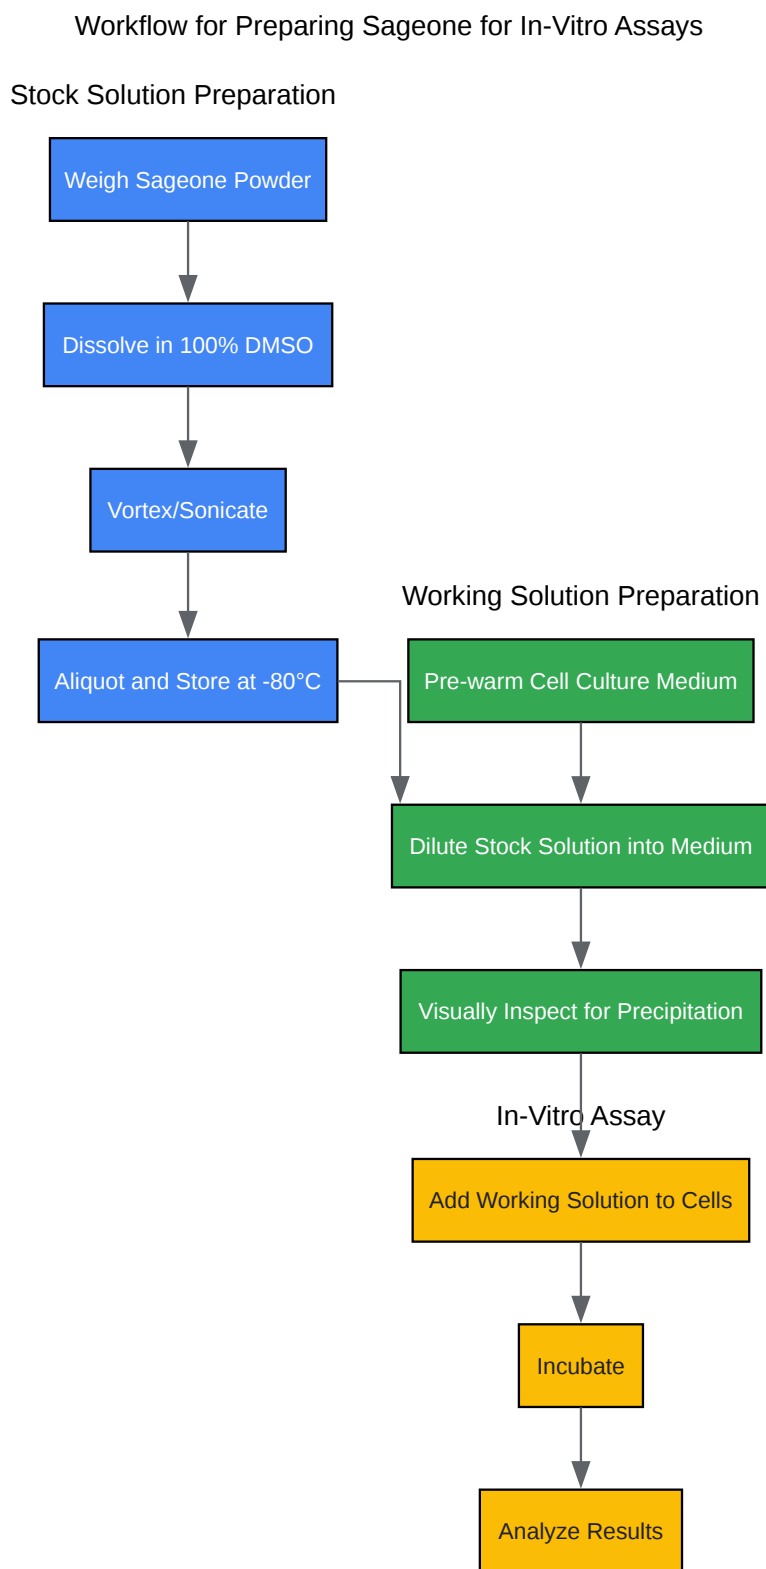 Workflow for Preparing Sageone for In-Vitro Assays
Stock Solution Preparation
Weigh Sageone Powder
Dissolve in 100% DMSO
Vortex/Sonicate
Aliquot and Store at -80°C
Working Solution Preparation
Pre-warm Cell Culture Medium
Dilute Stock Solution into Medium
Visually Inspect for Precipitation
In-Vitro Assay
Add Working Solution to Cells
Incubate
Analyze Results